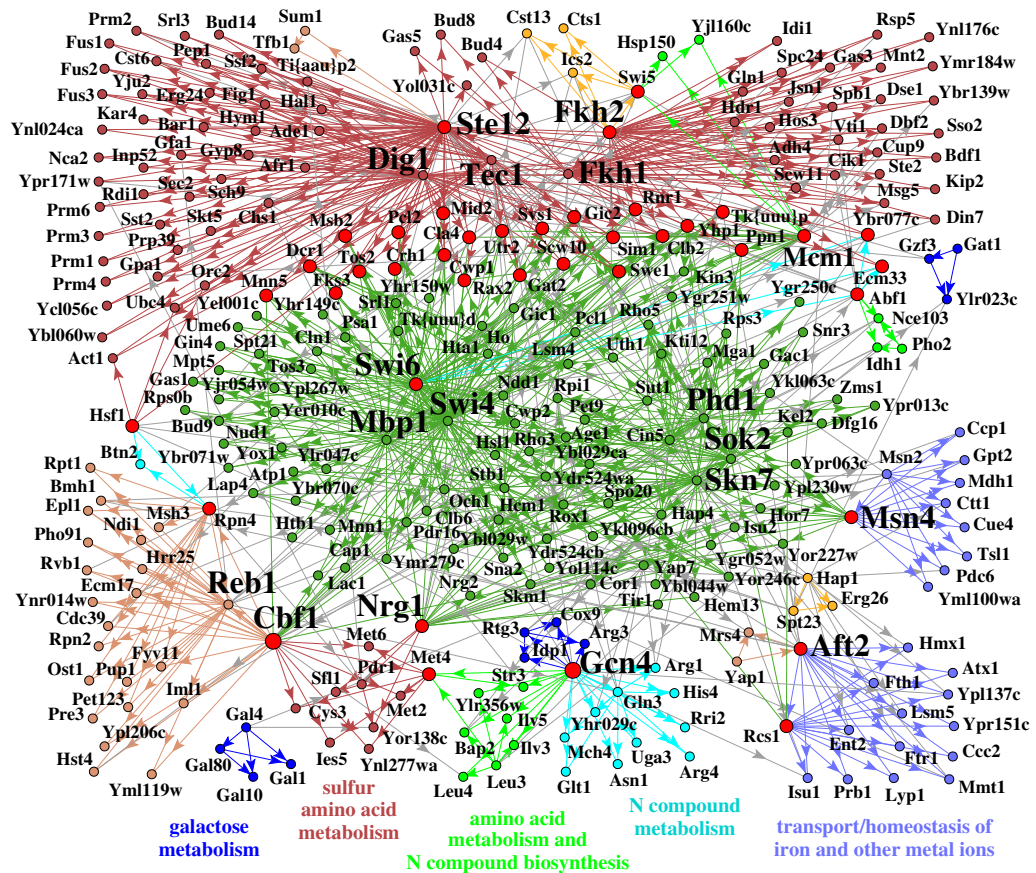 Prm2
Srl3
Bud14
Sum1
Bud8
Cst13
Cts1
Yjl160c
Fus1
Cst6
Pep1
Ssf2
Tfb1
Gas5
Bud4
Ics2
Hsp150
Idi1
Rsp5
Ynl176c
Fus2
Yju2
Ti{aau}p2
Yol031c
Swi5
Gln1
Spc24
Gas3
Mnt2
Ymr184w
Fus3
Erg24
Fig1
Hal1
Fkh2
Hdr1
Jsn1
Spb1
Dse1
Ybr139w
Kar4
Bar1
Hym1
Ade1
Ste12
Hos3
Vti1
Dbf2
Sso2
Ynl024ca
Gfa1
Gyp8
Dig1
Tec1
Fkh1
Adh4
Cik1
Cup9
Bdf1
Nca2
Inp52
Afr1
Scw11
Ste2
Kip2
Ypr171w
Rdi1
Sec2
Sch9
Mid2
Rnr1
Msg5
Prm6
Sst2
Skt5
Chs1
Msb2
Pcl2
Cla4
Svs1
Gic2
Tk{uuu}p
Ybr077c
Din7
Prm3
Prp39
Dcr1
Tos2
Utr2
Scw10
Sim1
Clb2
Yhp1
Ppn1
Gzf3
Gat1
Prm1
Gpa1
Orc2
Mnn5
Fks3
Crh1
Cwp1
Rax2
Gat2
Swe1
Kin3
Mcm1
Ecm33
Prm4
Ubc4
Ycl001c
Yhr149c
Yhr150w
Srl1
Gic1
Ygr251w
Ygr250c
Abf1
Ylr023c
Ycf056c
Ume6
Cln1
Psa1
Tk{uuu}d
Ho
Pcl1
Rho5
Rps3
Nce103
Ybl060w
Gin4
Spt21
Hta1
Lsm4
Uth1
Kti12
Snr3
Pho2
Act1
Mpt5
Tos3
Swi6
Mga1
Gac1
Idh1
Gas1
Yjr054w
Ypl267w
Ndd1
Rpi1
Sut1
Phd1
Ykl063c
Zms1
Rps0b
Yer010c
Swi4
Cwp2
Pet9
Kel2
Ypr013c
Hsf1
Bud9
Nud1
Mbp1
Rho3
Age1
Cin5
Sok2
Dfg16
Ccp1
Btn2
Ybr071w
Yox1
Ylr047c
Hsl1
Ybl029ca
Msn2
Gpt2
Rpt1
Lap4
Atp1
Stb1
Ydr524wa
Skn7
Ypr063c
Mdh1
Bmh1
Ybr070c
Och1
Spo20
Ypl230w
Ctt1
Epl1
Msh3
Rpn4
Htb1
Mnn1
Clb6
Hcm1
Rox1
Hap4
Hor7
Msn4
Cue4
Pho91
Ndi1
Pdr16
Ykl096cb
Isu2
Tsl1
Rvb1
Hrr25
Cap1
Ybl029w
Ydr524cb
Ygr052w
Yor227w
Pdc6
Ecm17
Reb1
Ymr279c
Sna2
Yol114c
Yap7
Yor246c
Hap1
Yml100wa
Ynr014w
Lac1
Nrg2
Skm1
Cor1
Ybl044w
Erg26
Cdc39
Cbf1
Nrg1
Cox9
Tir1
Hem13
Spt23
Rpn2
Fyv11
Met6
Rtg3
Arg3
Mrs4
Hmx1
Ost1
Pup1
Pdr1
Met4
Idp1
Gcn4
Arg1
Aft2
Atx1
Pet123
Iml1
Sfl1
Str3
Gln3
His4
Yap1
Fth1
Ypl137c
Pre3
Cys3
Met2
Ylr356w
Yhr029c
Rri2
Lsm5
Ypl206c
Gal4
Yor138c
Ilv5
Rcs1
Ent2
Ypr151c
Hst4
Gal80
Ies5
Bap2
Ilv3
Mch4
Uga3
Ftr1
Ccc2
Yml119w
Gal10
Gal1
Ynl277wa
Leu4
Leu3
Glt1
Asn1
Arg4
Isu1
Prb1
Lyp1
Mmt1
galactose
metabolism
sulfur
amino acid
metabolism
amino acid
metabolism and
N compound biosynthesis
N compound
metabolism
transport/homeostasis of
iron and other metal ions